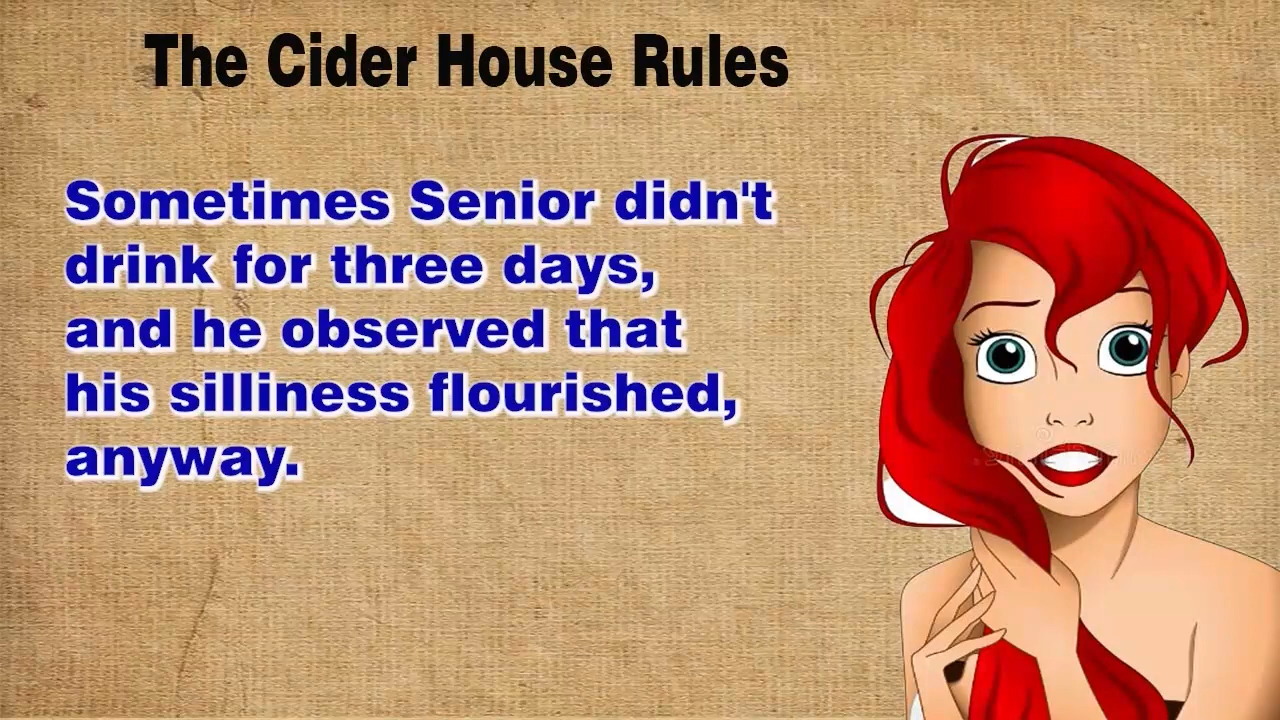 The Cider House Rules
Sometimes Senior didn't
drink for three days,
and he observed that
his silliness flourished,
anyway.